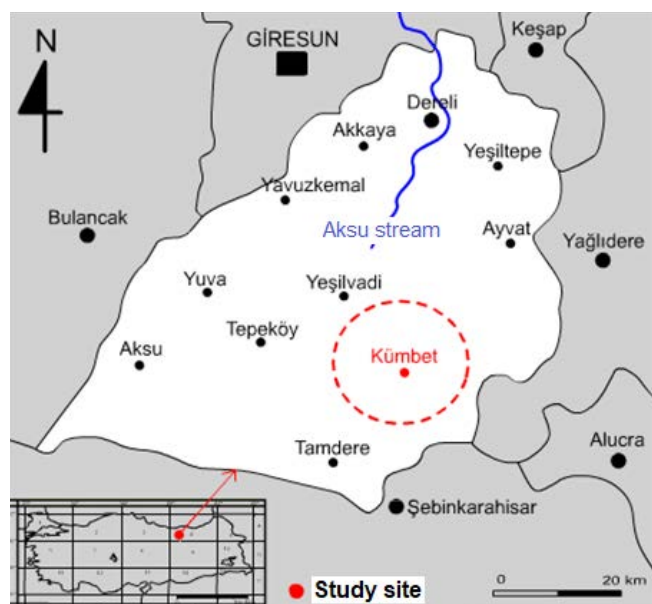 N
GİRESUN
Keşap
Dereli
Akkaya
Yeşiltepe
Yavuzkemal
Bulancak
Aksu stream
Ayvat
Yağlıdere
Yuva
Yeşilvadi
Tepeköy
Aksu
Kümbet
Tamdere
Alucra
Şebinkarahisar
Study site
0 20 km